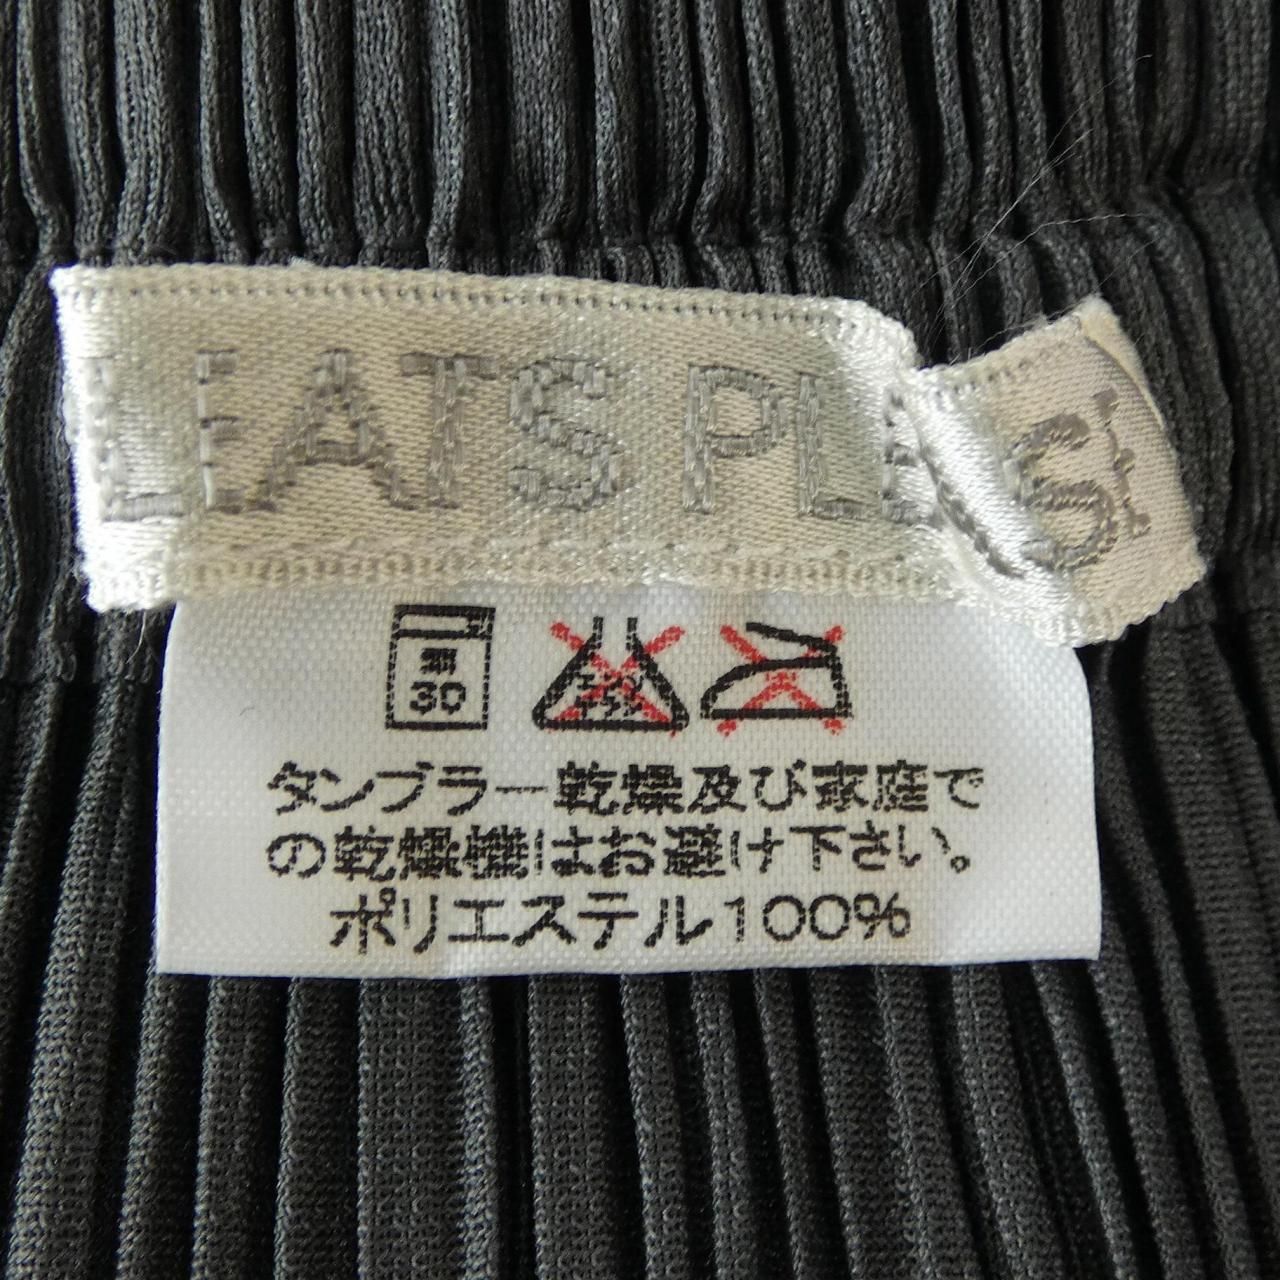 LEATS PLE S
弱
30
タンブラー乾燥及び家庭で
の乾燥機はお避け下さい。
ポリエステル100%